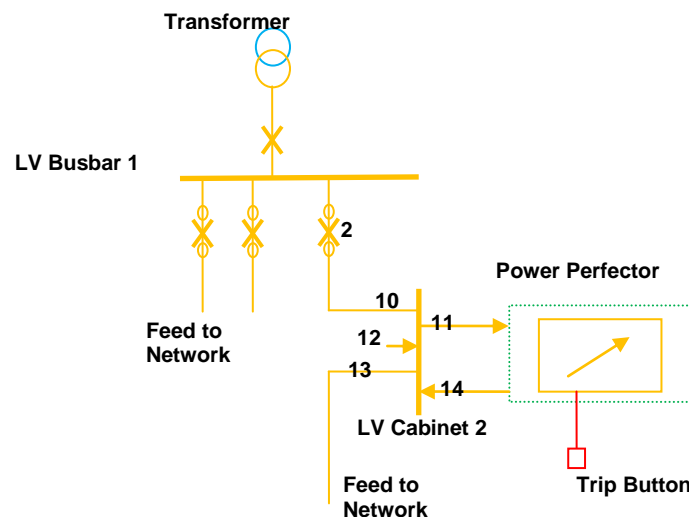 Transformer
LV Busbar 1
2
Power Perfector
10
11
Feed to
Network
12
13
14
LV Cabinet 2
Feed to
Network
Trip Button